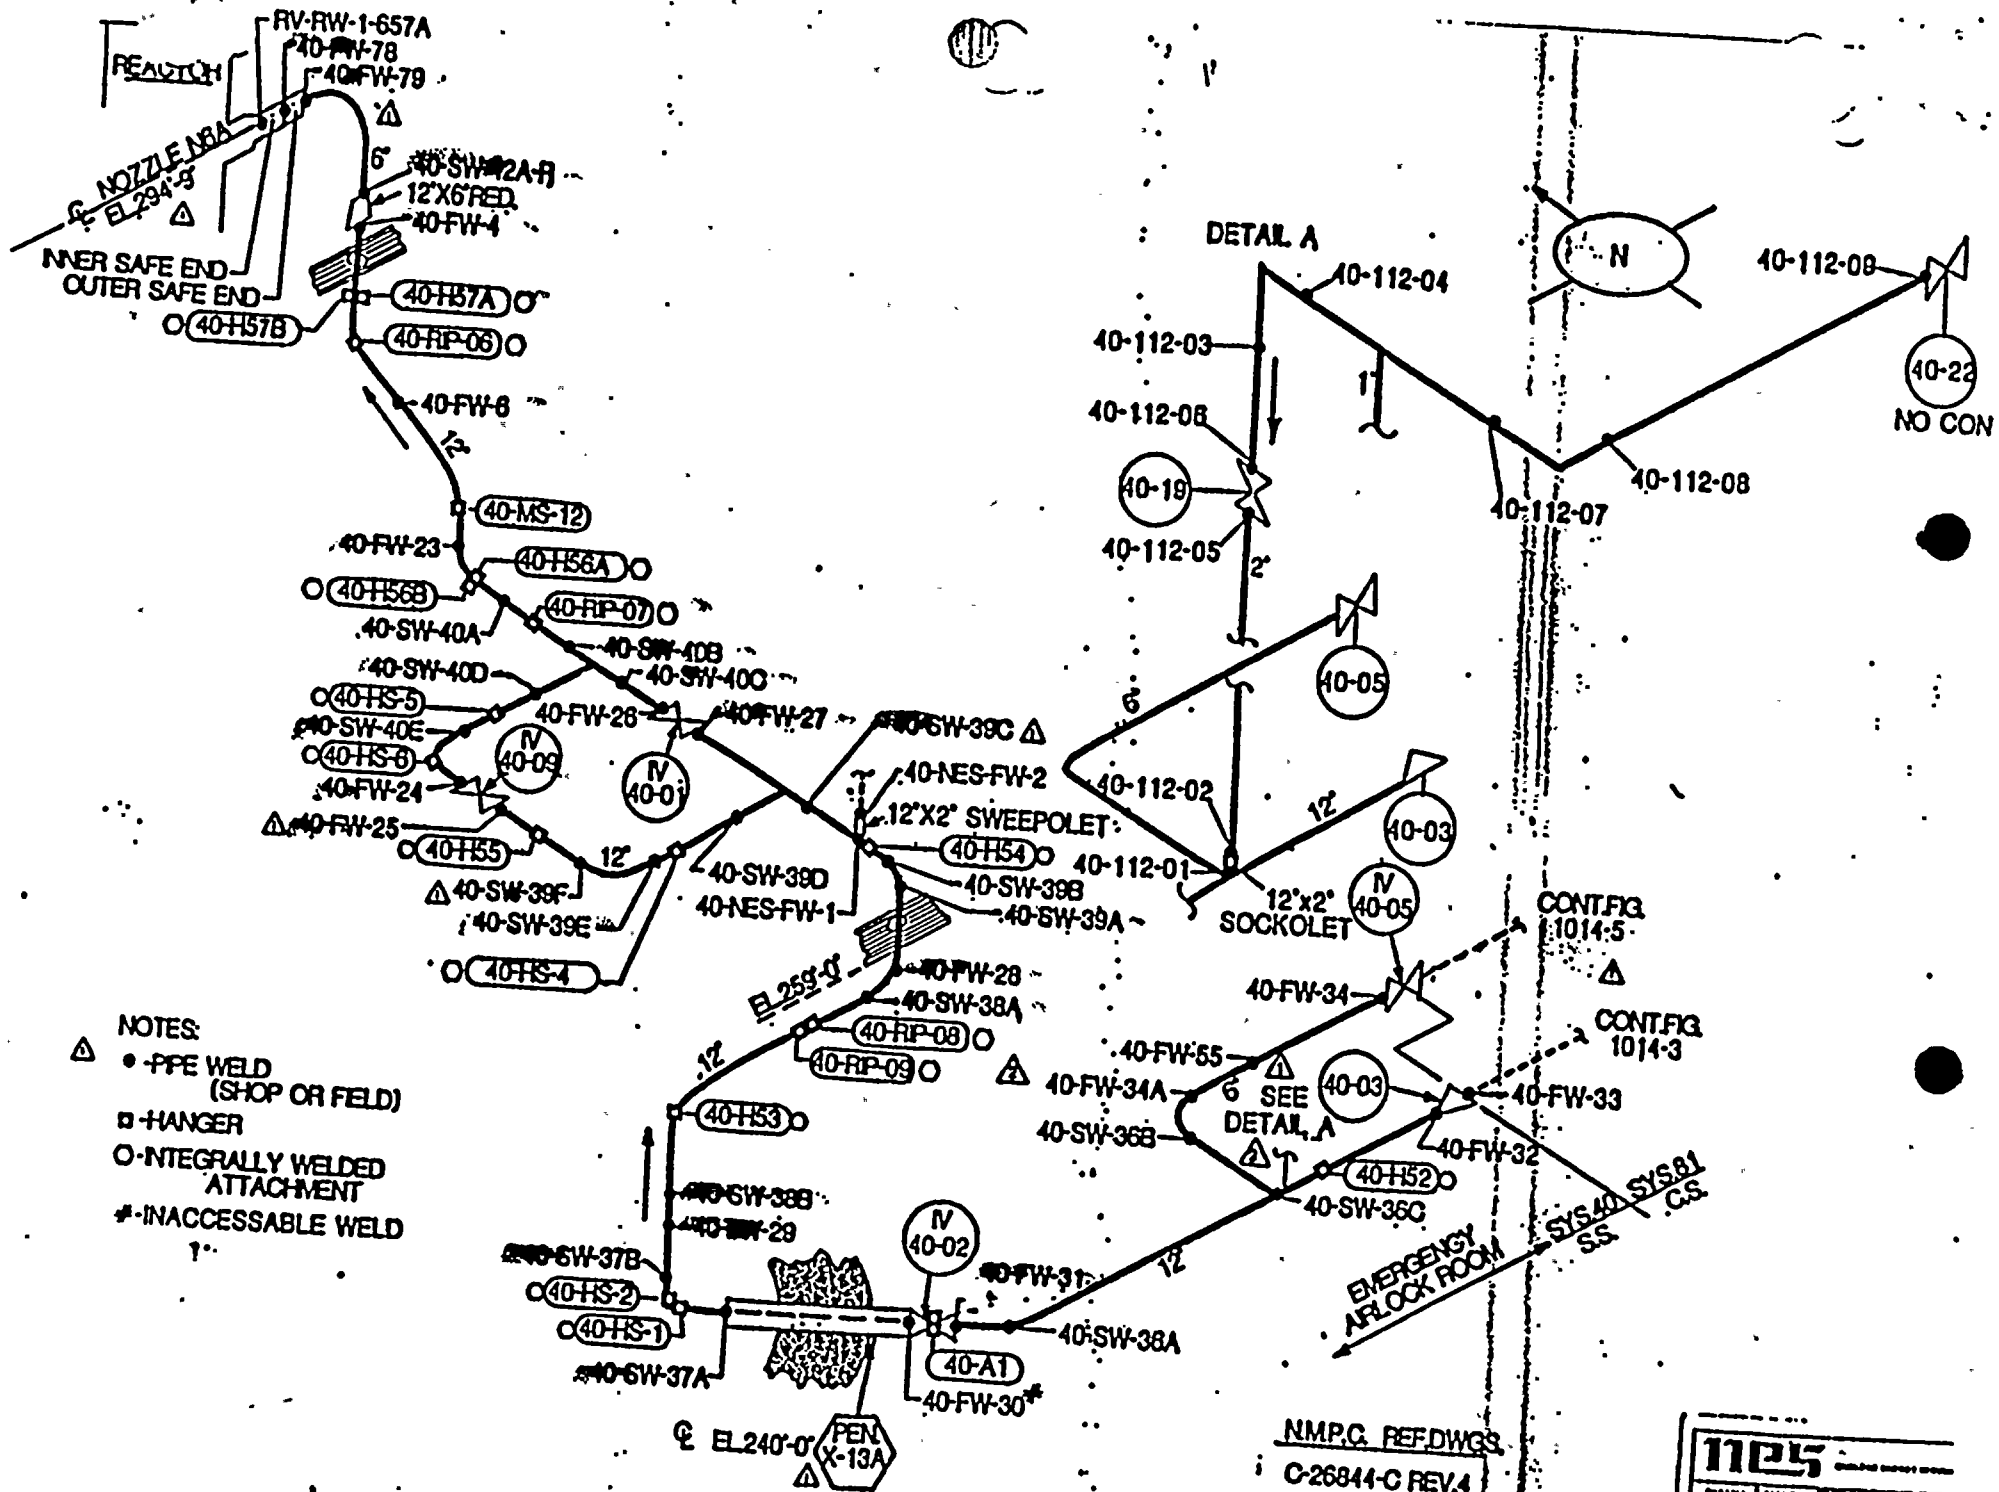 RV-RW-1-657A
40-FW-78
40-FW-79
REACTOR
NOZZLE N6A
℄ EL.294'-9"
6"
40-SW-42A-R
12"X6"RED.
40-FW-4
INNER SAFE END
OUTER SAFE END
40-H57A
40-H57B
40-RIP-06
40-FW-6
12"
40-MS-12
40-FW-23
40-H56A
40-H56B
40-RIP-07
40-SW-40A
40-SW-40B
40-SW-40D
40-SW-40C
40-HS-5
40-FW-26
40-FW-27
40-SW-40E
IV
40-09
40-HS-6
IV
40-01
40-FW-24
40-SW-39C
40-NES-FW-2
12"X2" SWEEPOLET
40-FW-25
40-H55
12"
40-H54
40-SW-39F
40-SW-39D
40-SW-39B
40-NES-FW-1
40-SW-39A
40-SW-39E
40-HS-4
EL.259'-0"
40-FW-28
40-SW-38A
40-RIP-08
40-RIP-09
12"
40-H53
40-SW-38B
40-FW-29
40-SW-37B
40-HS-2
40-HS-1
40-SW-37A
IV
40-02
40-FW-31
40-SW-36A
40-A1
40-FW-30#
℄ EL.240'-0"
PEN.
X-13A
NOTES:
● -PIPE WELD
(SHOP OR FIELD)
□-HANGER
○-INTEGRALLY WELDED
ATTACHMENT
#-INACCESSABLE WELD
DETAIL A
40-112-04
N
40-112-09
40-112-03
1"
40-22
NO CON
40-112-06
40-19
40-112-08
40-112-07
40-112-05
2"
6"
40-05
40-112-02
12"
40-03
40-112-01
12"x2"
SOCKOLET
IV
40-05
CONT.FIG.
1014-5
40-FW-34
CONT.FIG.
1014-3
40-FW-55
40-FW-34A
6"
SEE
DETAIL A
40-03
40-FW-33
40-SW-36B
40-FW-32
40-H52
40-SW-36C
12"
SYS.40 SYS.81
S.S. C.S.
EMERGENCY
AIRLOCK ROOM
N.M.P.C. REF.DWGS.
C-26844-C REV.4
nes